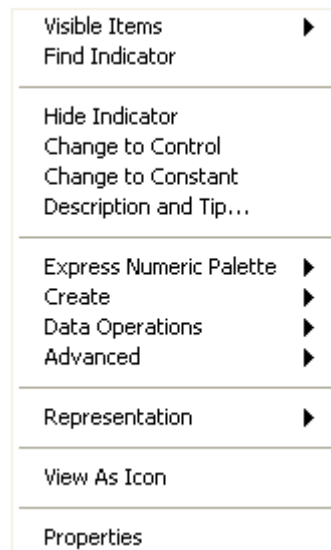 Visible Items
Find Indicator
Hide Indicator
Change to Control
Change to Constant
Description and Tip...
Express Numeric Palette
Create
Data Operations
Advanced
Representation
View As Icon
Properties